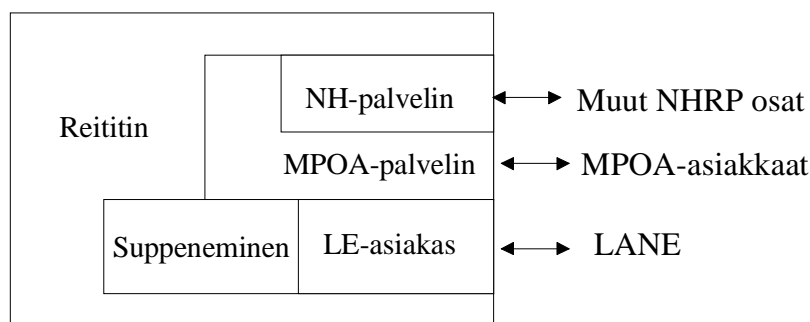 NH-palvelin
Muut NHRP osat
Reititin
MPOA-palvelin
MPOA-asiakkaat
Suppeneminen
LE-asiakas
LANE